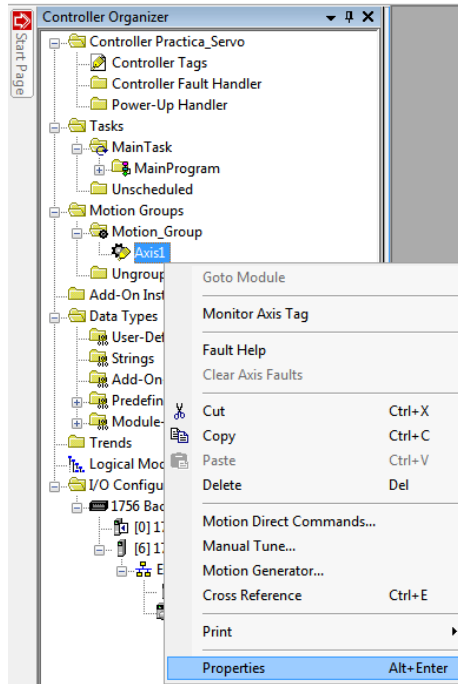 Start Page
Controller Organizer
Controller Practica_Servo
Controller Tags
Controller Fault Handler
Power-Up Handler
Tasks
MainTask
MainProgram
Unscheduled
Motion Groups
Motion_Group
Axis1
Ungroup
Add-On Inst
Data Types
User-Def
Strings
Add-On
Predefin
Module-
Trends
Logical Mod
I/O Configu
1756 Bac
[0] 17
[6] 17
E
Goto Module
Monitor Axis Tag
Fault Help
Clear Axis Faults
Cut Ctrl+X
Copy Ctrl+C
Paste Ctrl+V
Delete Del
Motion Direct Commands...
Manual Tune...
Motion Generator...
Cross Reference Ctrl+E
Print
Properties Alt+Enter